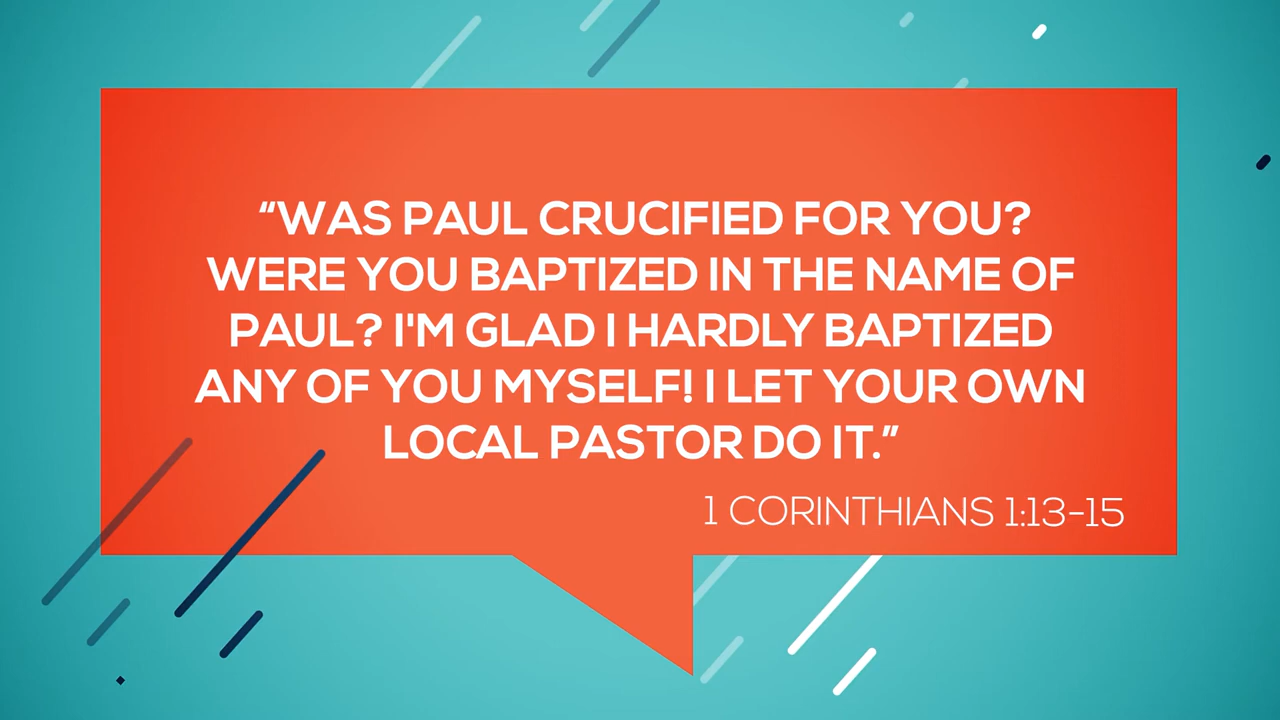 “WAS PAUL CRUCIFIED FOR YOU?
WERE YOU BAPTIZED IN THE NAME OF
PAUL? I'M GLAD I HARDLY BAPTIZED
ANY OF YOU MYSELF! I LET YOUR OWN
LOCAL PASTOR DO IT.”
1 CORINTHIANS 1:13-15